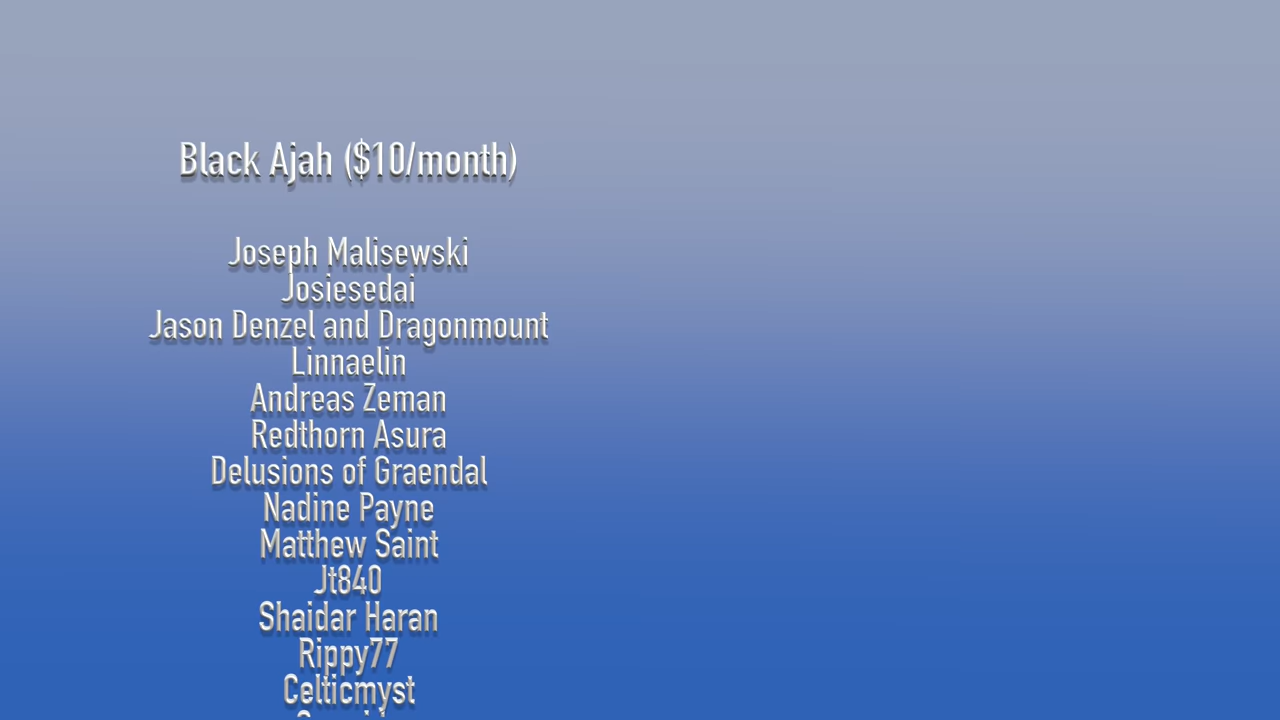 Black Ajah ($10/month)
Joseph Malisewski
Josiesedai
Jason Denzel and Dragonmount
Linnaelin
Andreas Zeman
Redthorn Asura
Delusions of Graendal
Nadine Payne
Matthew Saint
Jt840
Shaidar Haran
Rippy77
Celticmyst